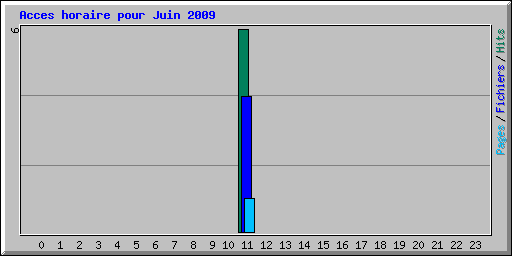 Acces horaire pour Juin 2009
6
Pages / Fichiers / Hits
0 1 2 3 4 5 6 7 8 9 10 11 12 13 14 15 16 17 18 19 20 21 22 23